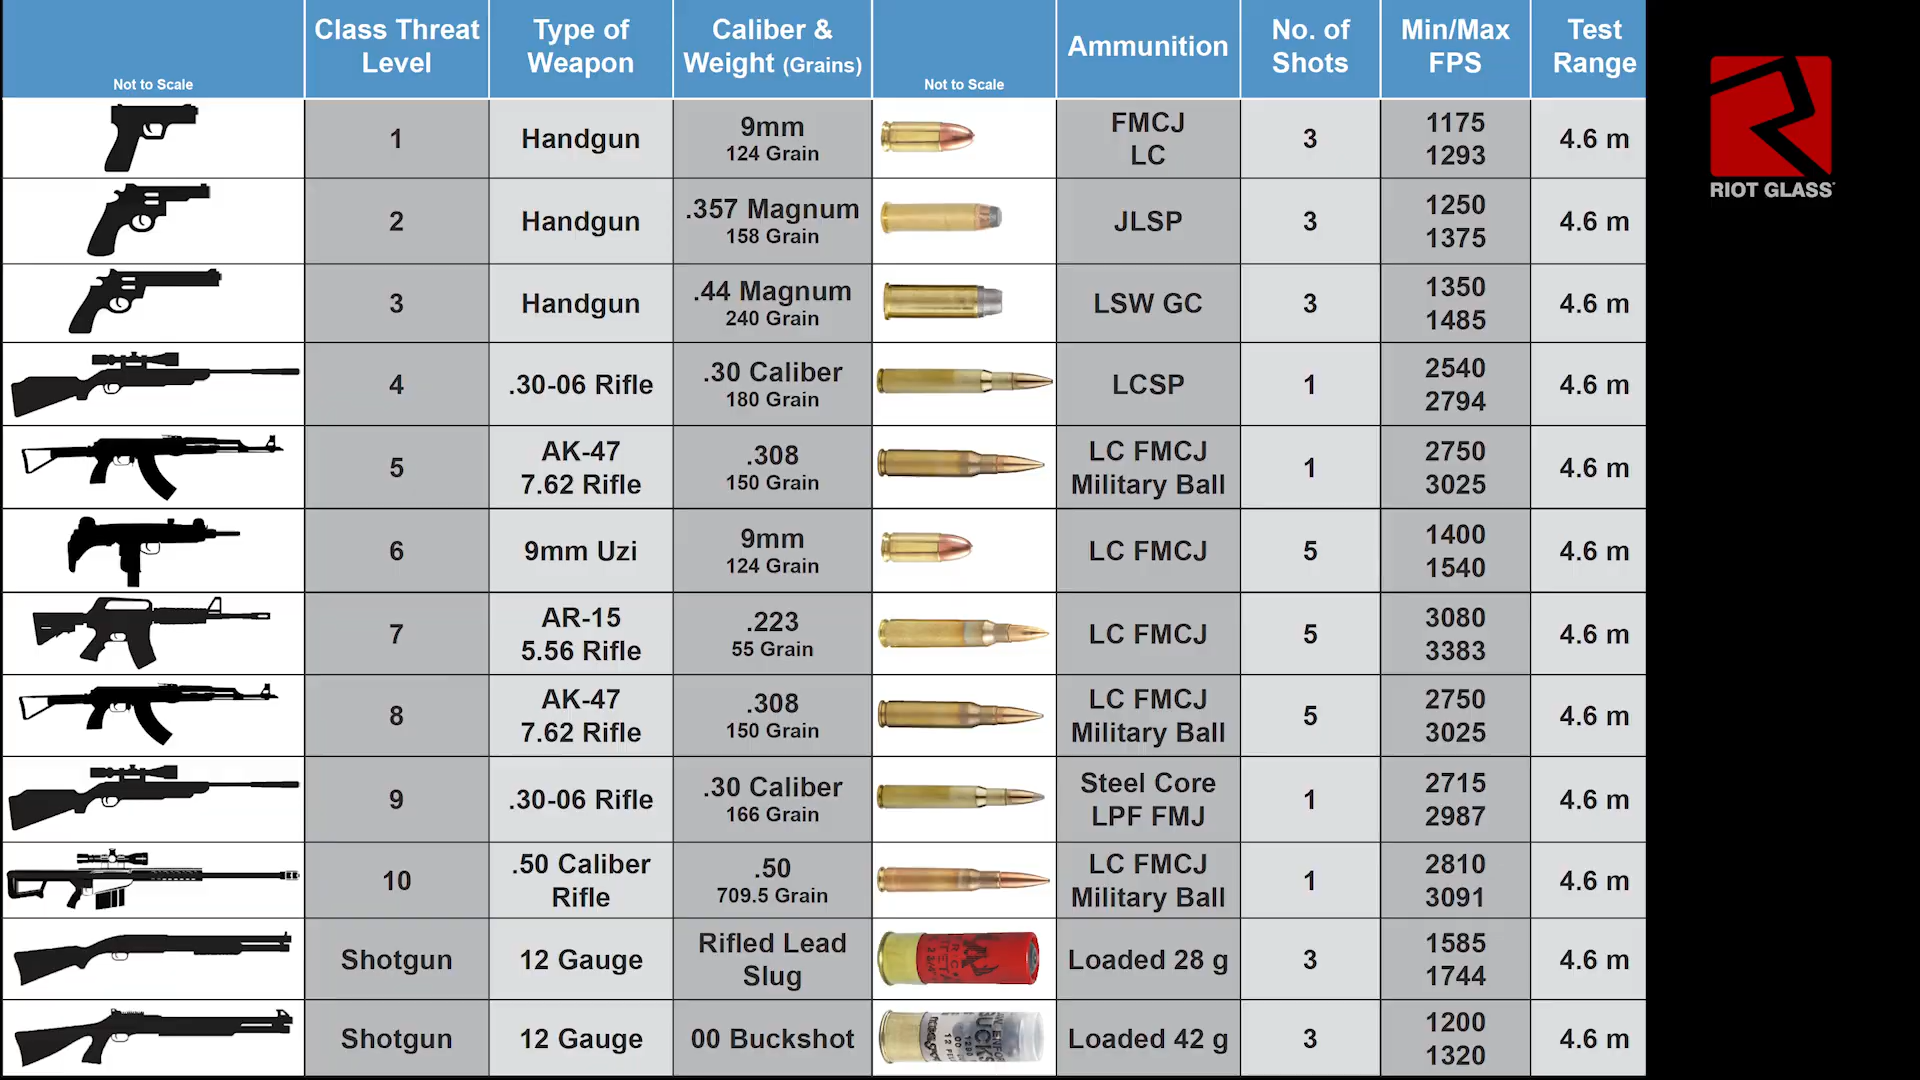 Not to Scale
Class Threat
Level
Type of
Weapon
Caliber &
Weight (Grains)
Not to Scale
Ammunition
No. of
Shots
Min/Max
FPS
Test
Range
RIOT GLASS
1
Handgun
9mm
124 Grain
FMCJ
LC
3
1175
1293
4.6 m
2
Handgun
.357 Magnum
158 Grain
JLSP
3
1250
1375
4.6 m
3
Handgun
.44 Magnum
240 Grain
LSW GC
3
1350
1485
4.6 m
4
.30-06 Rifle
.30 Caliber
180 Grain
LCSP
1
2540
2794
4.6 m
5
AK-47
7.62 Rifle
.308
150 Grain
LC FMCJ
Military Ball
1
2750
3025
4.6 m
6
9mm Uzi
9mm
124 Grain
LC FMCJ
5
1400
1540
4.6 m
7
AR-15
5.56 Rifle
.223
55 Grain
LC FMCJ
5
3080
3383
4.6 m
8
AK-47
7.62 Rifle
.308
150 Grain
LC FMCJ
Military Ball
5
2750
3025
4.6 m
9
.30-06 Rifle
.30 Caliber
166 Grain
Steel Core
LPF FMJ
1
2715
2987
4.6 m
10
.50 Caliber
Rifle
.50
709.5 Grain
LC FMCJ
Military Ball
1
2810
3091
4.6 m
Shotgun
12 Gauge
Rifled Lead
Slug
Loaded 28 g
3
1585
1744
4.6 m
Shotgun
12 Gauge
00 Buckshot
Loaded 42 g
3
1200
1320
4.6 m